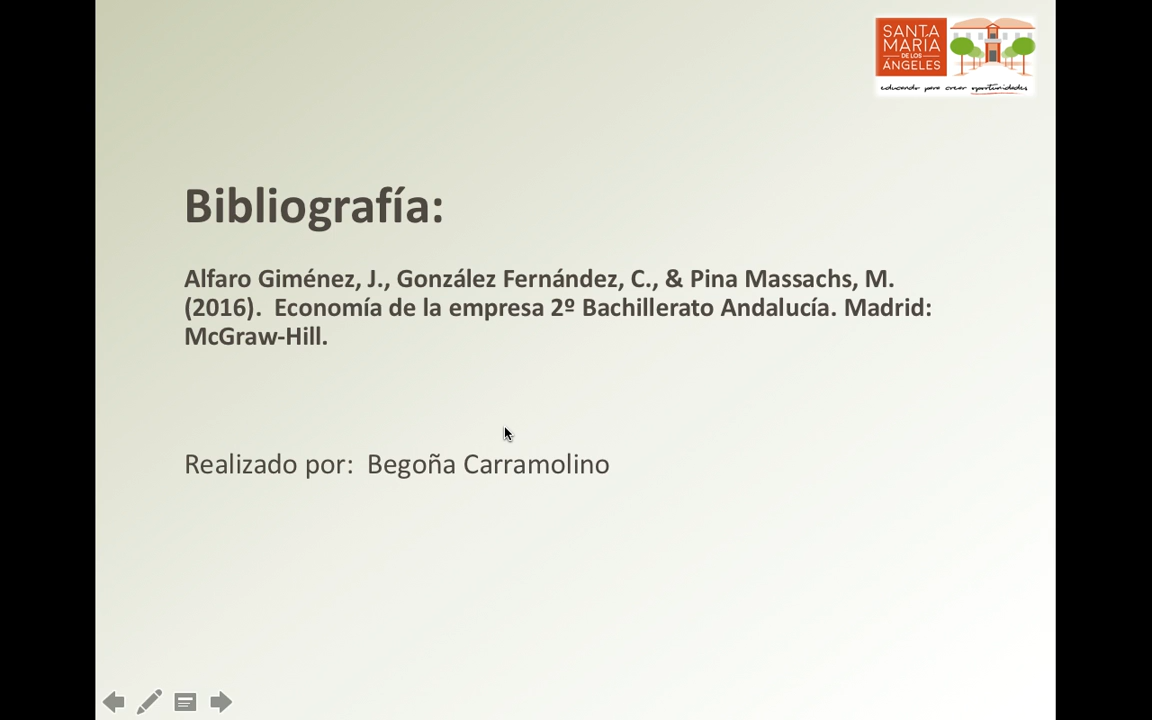 SANTA
MARÍA
DE LOS
ÁNGELES
educando para crear oportunidades
Bibliografía:
Alfaro Giménez, J., González Fernández, C., & Pina Massachs, M.
(2016).  Economía de la empresa 2º Bachillerato Andalucía. Madrid:
McGraw-Hill.
Realizado por:  Begoña Carramolino